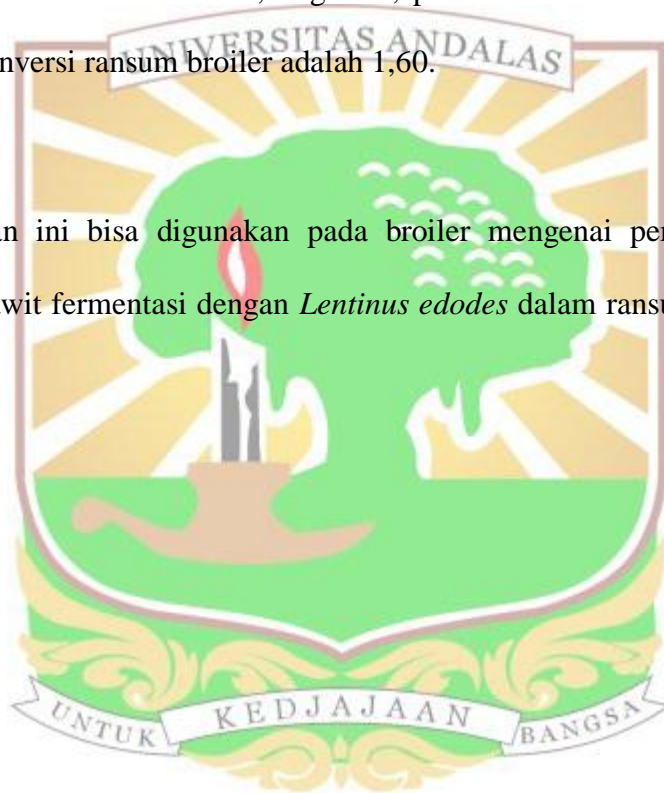 UNIVERSITAS ANDALAS
nversi ransum broiler adalah 1,60.
n ini bisa digunakan pada broiler mengenai per
wit fermentasi dengan Lentinus edodes dalam ransu
UNTUK KEDJAJAAN BANGSA